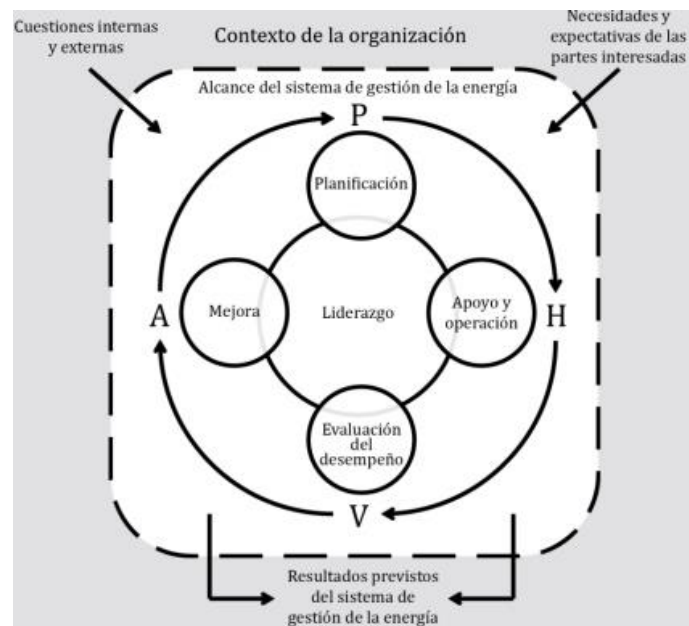 Cuestiones internas
y externas
Contexto de la organización
Necesidades y
expectativas de las
partes interesadas
Alcance del sistema de gestión de la energía
P
Planificación
A
Mejora
Liderazgo
Apoyo y
operación
H
Evaluación
del
desempeño
V
Resultados previstos
del sistema de
gestión de la energía